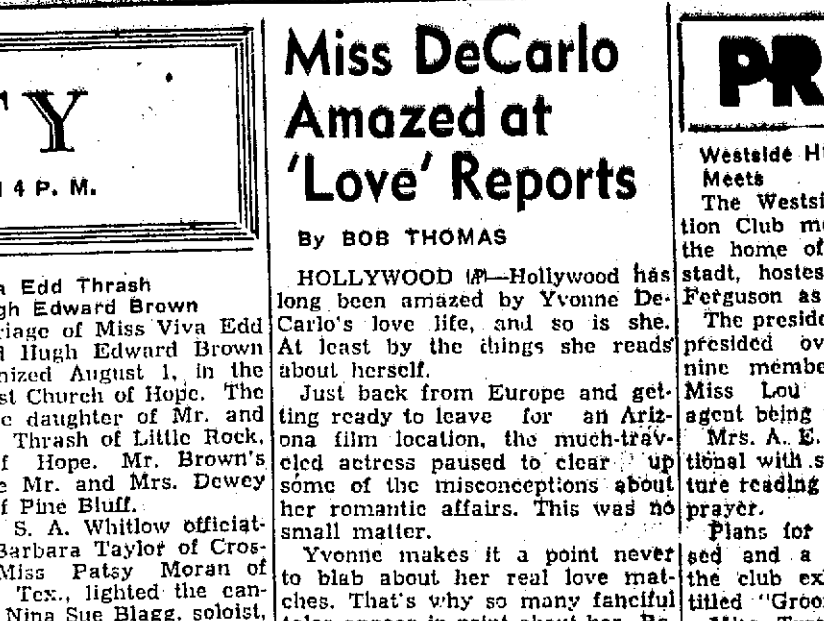 TY
4 P. M.
Edd Thrash
gh Edward Brown
riage of Miss Viva Edd
Hugh Edward Brown
nized August 1, in the
st Church of Hope. The
daughter of Mr. and
Thrash of Little Rock,
f Hope. Mr. Brown's
Mr. and Mrs. Dewey
f Pine Bluff.
S. A. Whitlow officiat-
Barbara Taylor of Cros-
Miss Patsy Moran of
Tex., lighted the can-
Nina Sue Blagg, soloist,
Miss DeCarlo
Amazed at
'Love' Reports
By BOB THOMAS
HOLLYWOOD (AP)—Hollywood has
long been amazed by Yvonne De-
Carlo's love life, and so is she.
At least by the things she reads
about herself.
Just back from Europe and get-
ting ready to leave for an Ariz-
ona film location, the much-trav-
eled actress paused to clear up
some of the misconceptions about
her romantic affairs. This was no
small matter.
Yvonne makes it a point never
to blab about her real love mat-
ches. That's why so many fanciful
PR
Westside H
Meets
The Westsi
tion Club m
the home of
stadt, hostes
Ferguson as
The preside
presided ov
nine membe
Miss Lou
agent being
Mrs. A. E.
tional with s
ture reading
prayer.
Plans for
sed and a
the club ex
titled "Groo